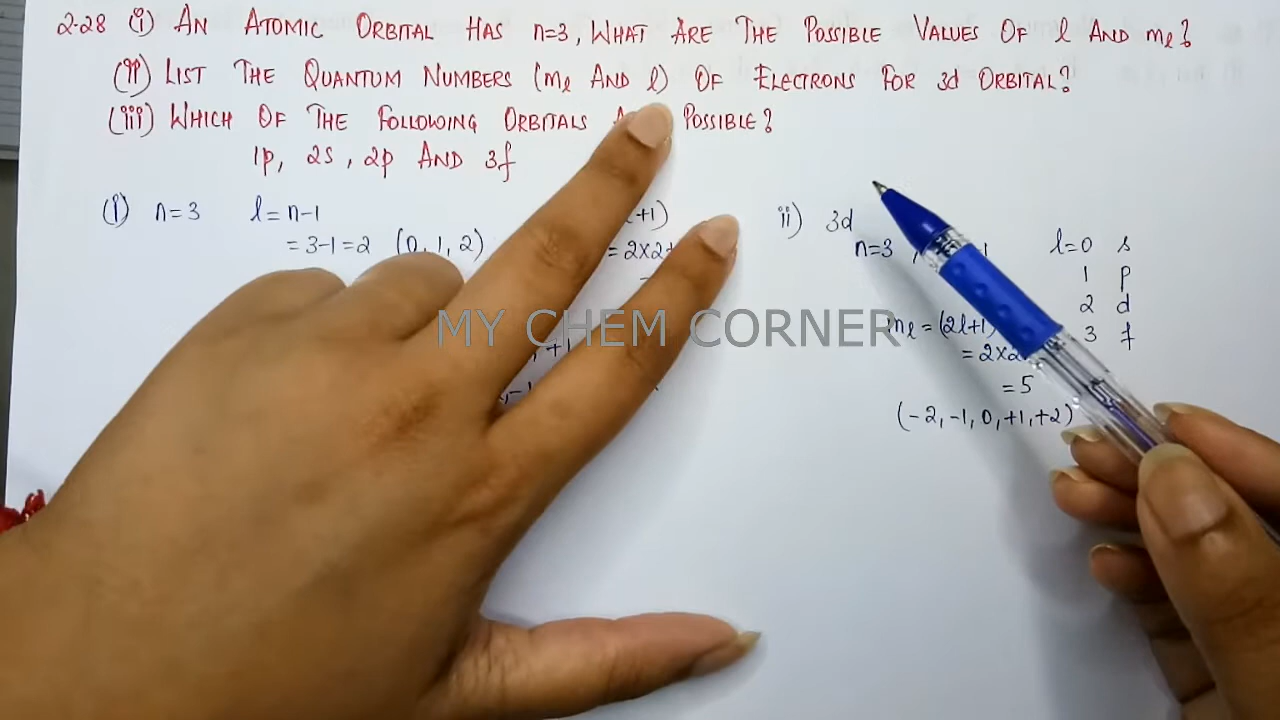 2.28 (i) AN ATOMIC ORBITAL HAS n=3, WHAT ARE THE POSSIBLE VALUES OF l AND ml?
(ii) LIST THE QUANTUM NUMBERS (ml AND l) OF ELECTRONS FOR 3d ORBITAL?
(iii) WHICH OF THE FOLLOWING ORBITALS POSSIBLE?
1p, 2s, 2p AND 3f
(i) n=3 l=n-1
= 3-1=2 (0, 1, 2)
+1)
= 2x2+
, +1
ii) 3d
n=3
ml = (2l+1)
= 2x2
= 5
(-2, -1, 0, +1, +2)
l=0 s
1 p
2 d
3 f
MY CHEM CORNER